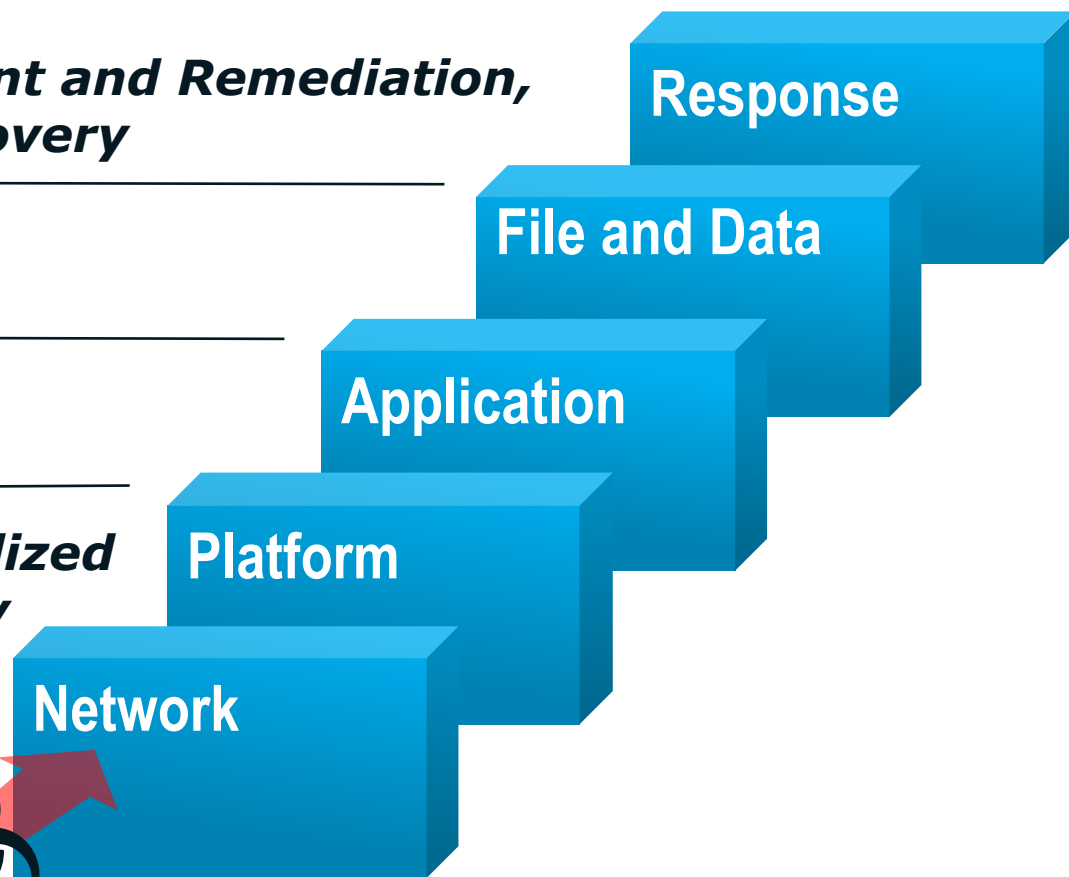 nt and Remediation,
overy
Response
File and Data
Application
lized
Platform
Network